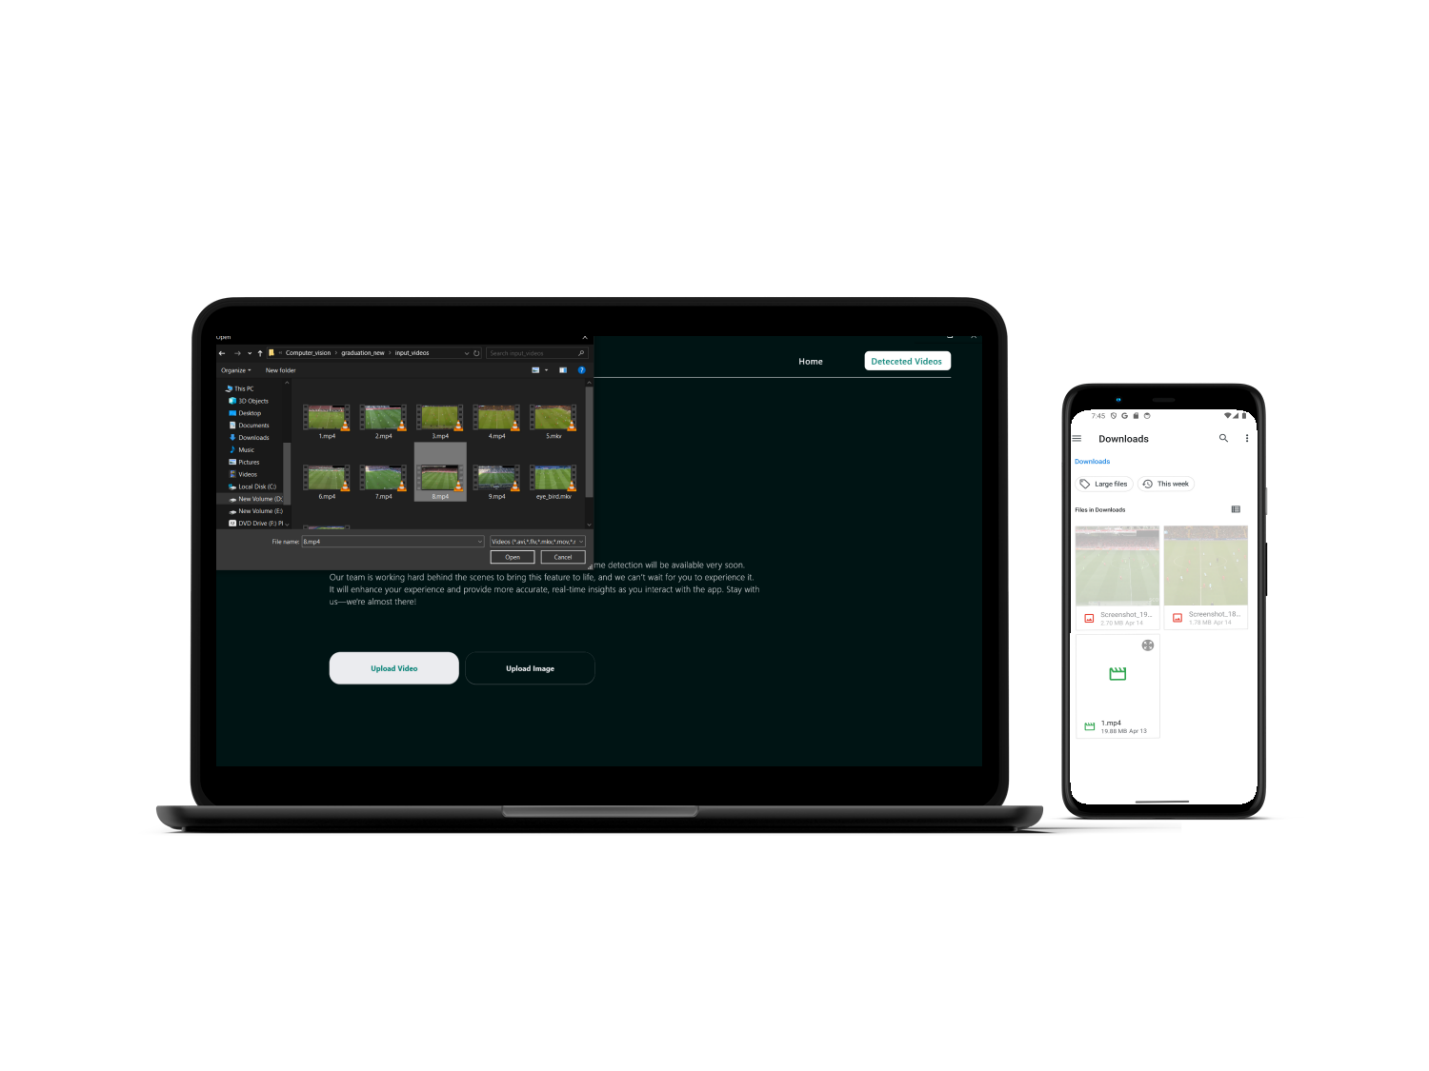 Open
Computer_vision > graduation_new > input_videos
Search input_videos
Organize
New folder
This PC
3D Objects
Desktop
Documents
Downloads
Music
Pictures
Videos
Local Disk (C:)
New Volume (D:
New Volume (E:)
DVD Drive (F:) Pl
1.mp4
2.mp4
3.mp4
4.mp4
5.mkv
6.mp4
7.mp4
8.mp4
9.mp4
eye_bird.mkv
File name:
8.mp4
Videos (*.avi,*.flv,*.mkv,*.mov,*.r
Open
Cancel
Home
Deteceted Videos
me detection will be available very soon.
Our team is working hard behind the scenes to bring this feature to life, and we can't wait for you to experience it.
It will enhance your experience and provide more accurate, real-time insights as you interact with the app. Stay with
us—we're almost there!
Upload Video
Upload Image
7:45
Downloads
Downloads
Large files
This week
Files in Downloads
Screenshot_19...
2.70 MB Apr 14
Screenshot_18...
1.78 MB Apr 14
1.mp4
19.88 MB Apr 13